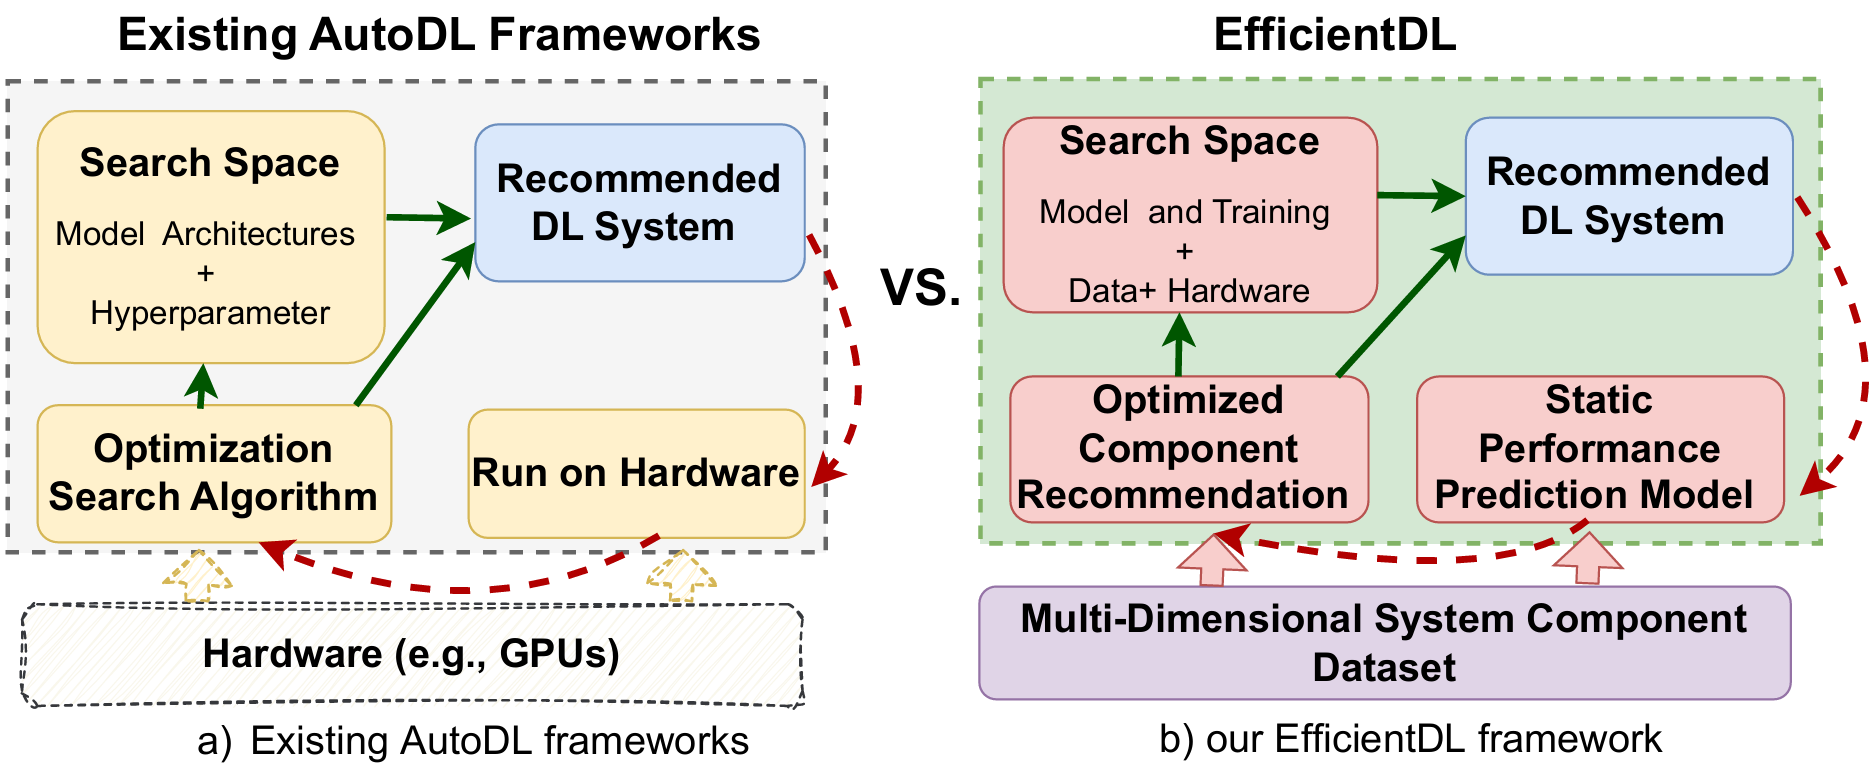 Existing AutoDL Frameworks
Search Space
Model Architectures
+
Hyperparameter
Recommended
DL System
Optimization
Search Algorithm
Run on Hardware
Hardware (e.g., GPUs)
a) Existing AutoDL frameworks
VS.
EfficientDL
Search Space
Model and Training
+
Data+ Hardware
Recommended
DL System
Optimized
Component
Recommendation
Static
Performance
Prediction Model
Multi-Dimensional System Component
Dataset
b) our EfficientDL framework